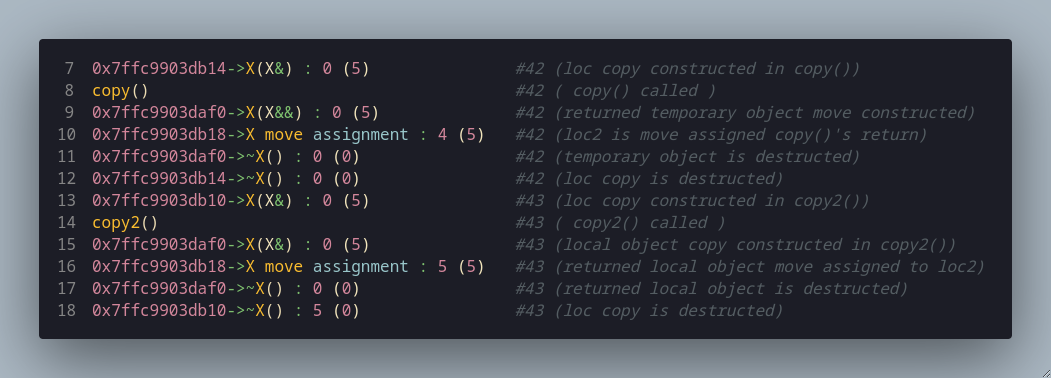 7 0x7ffc9903db14->X(X&) : 0 (5) #42 (loc copy constructed in copy())
8 copy() #42 ( copy() called )
9 0x7ffc9903daf0->X(X&&) : 0 (5) #42 (returned temporary object move constructed)
10 0x7ffc9903db18->X move assignment : 4 (5) #42 (loc2 is move assigned copy()'s return)
11 0x7ffc9903daf0->~X() : 0 (0) #42 (temporary object is destructed)
12 0x7ffc9903db14->~X() : 0 (0) #42 (loc copy is destructed)
13 0x7ffc9903db10->X(X&) : 0 (5) #43 (loc copy constructed in copy2())
14 copy2() #43 ( copy2() called )
15 0x7ffc9903daf0->X(X&) : 0 (5) #43 (local object copy constructed in copy2())
16 0x7ffc9903db18->X move assignment : 5 (5) #43 (returned local object move assigned to loc2)
17 0x7ffc9903daf0->~X() : 0 (0) #43 (returned local object is destructed)
18 0x7ffc9903db10->~X() : 5 (0) #43 (loc copy is destructed)